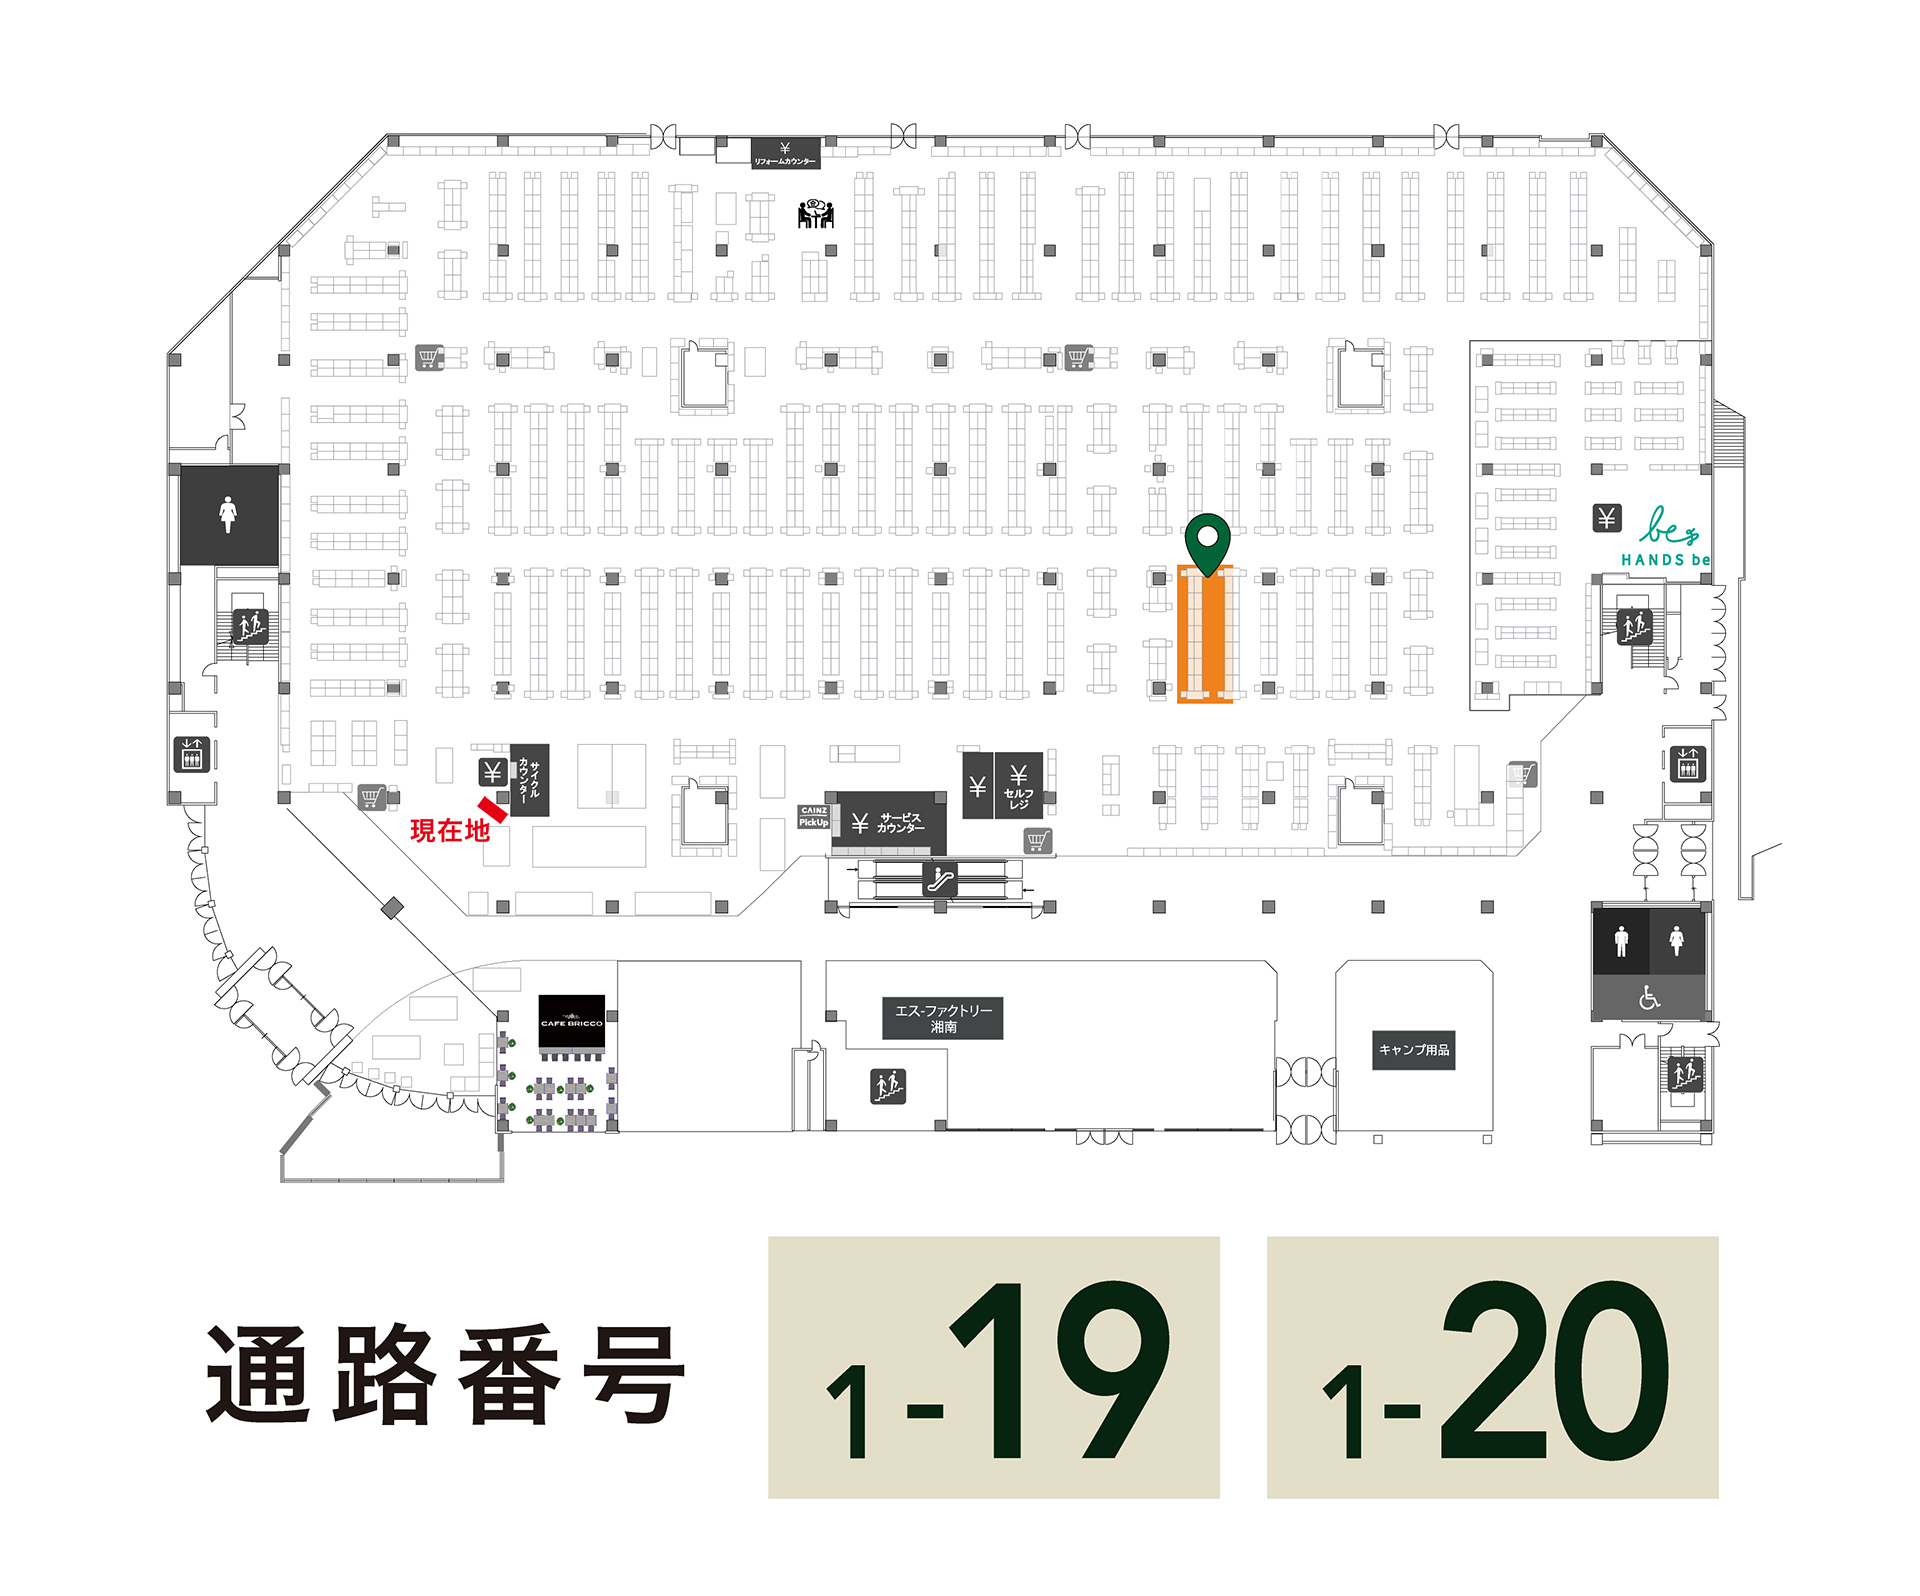 ¥
リフォームカウンター
¥
be
HANDS be
¥
サイクル
カウンター
現在地
CAINZ
PickUp
¥
サービス
カウンター
¥
¥
セルフ
レジ
CAFE BRICCO
エス-ファクトリー
湘南
キャンプ用品
通路番号
1-19
1-20